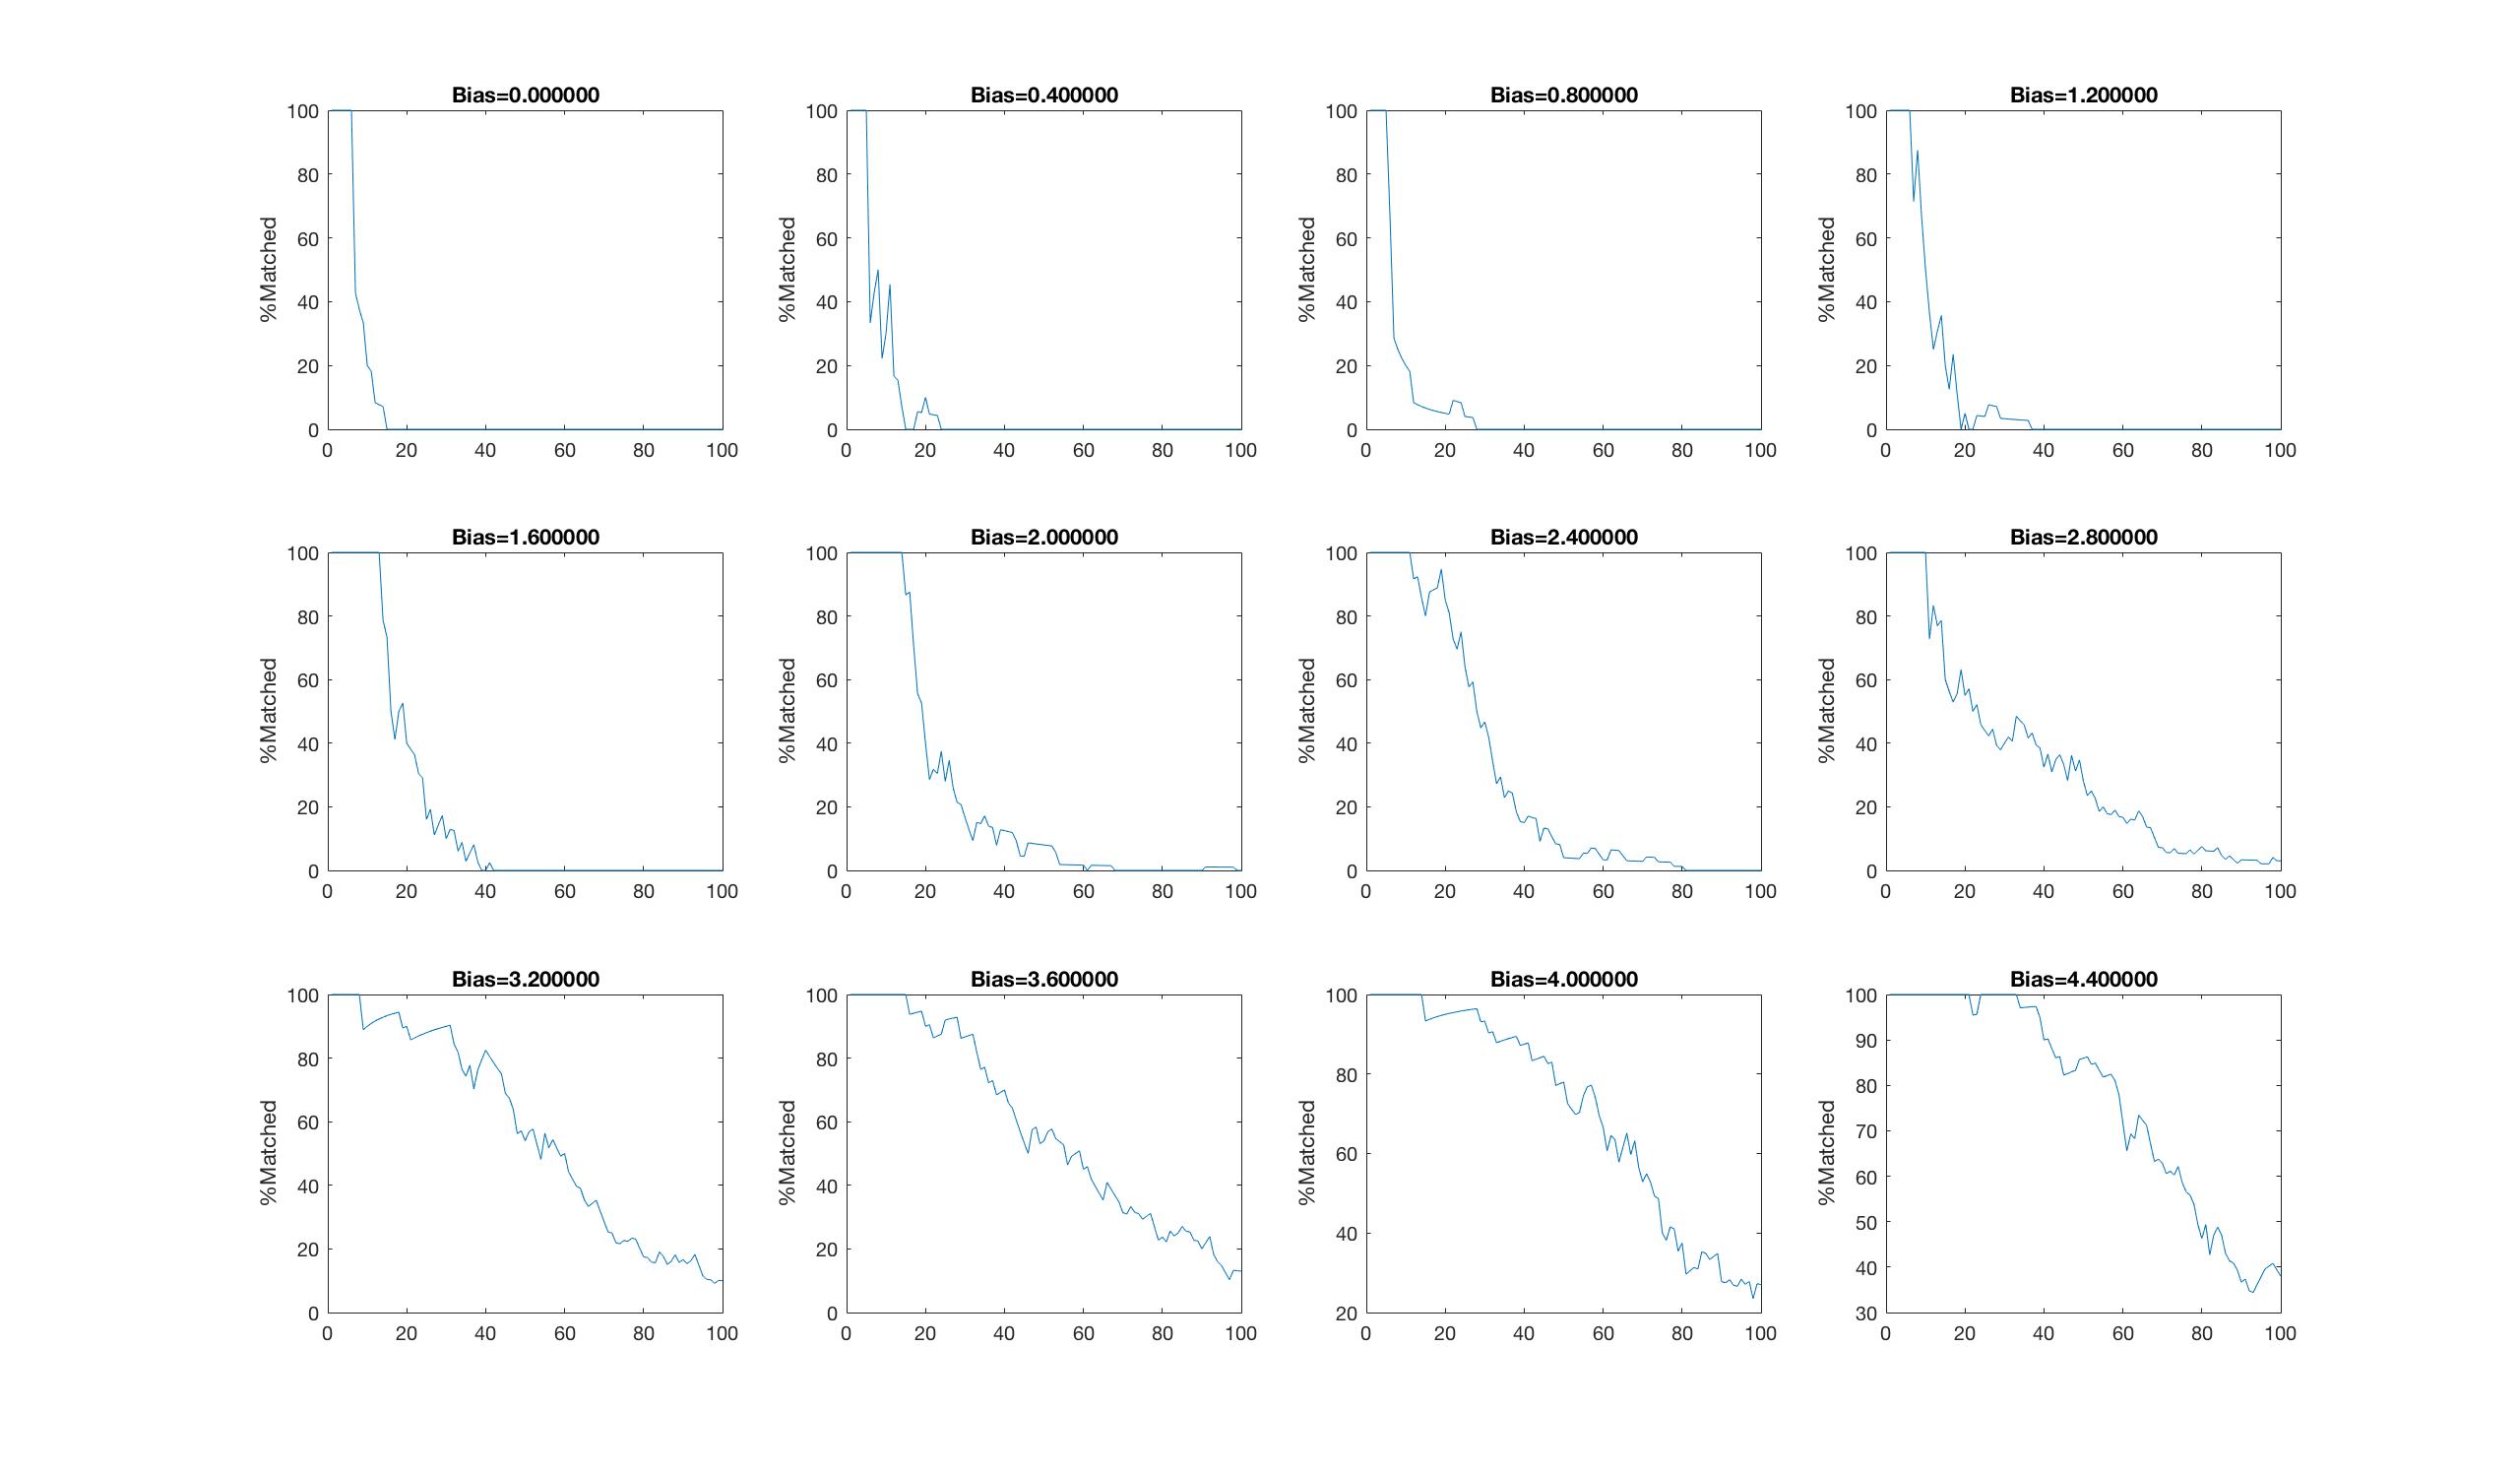 Bias=0.000000 Bias=0.400000 Bias=0.800000 Bias=1.200000
100 100 100 100
80 80 80 80
60 60 60 60
40 40 40 40
20 20 20 20
0 0 0 0
%Matched %Matched %Matched %Matched
0 20 40 60 80 100 0 20 40 60 80 100 0 20 40 60 80 100 0 20 40 60 80 100
Bias=1.600000 Bias=2.000000 Bias=2.400000 Bias=2.800000
100 100 100 100
80 80 80 80
60 60 60 60
40 40 40 40
20 20 20 20
0 0 0 0
%Matched %Matched %Matched %Matched
0 20 40 60 80 100 0 20 40 60 80 100 0 20 40 60 80 100 0 20 40 60 80 100
Bias=3.200000 Bias=3.600000 Bias=4.000000 Bias=4.400000
100 100 100 100
90
80 80 80 80
70
60 60 60 60
50
40 40 40 40
20 20
0 0 20 30
%Matched %Matched %Matched %Matched
0 20 40 60 80 100 0 20 40 60 80 100 0 20 40 60 80 100 0 20 40 60 80 100